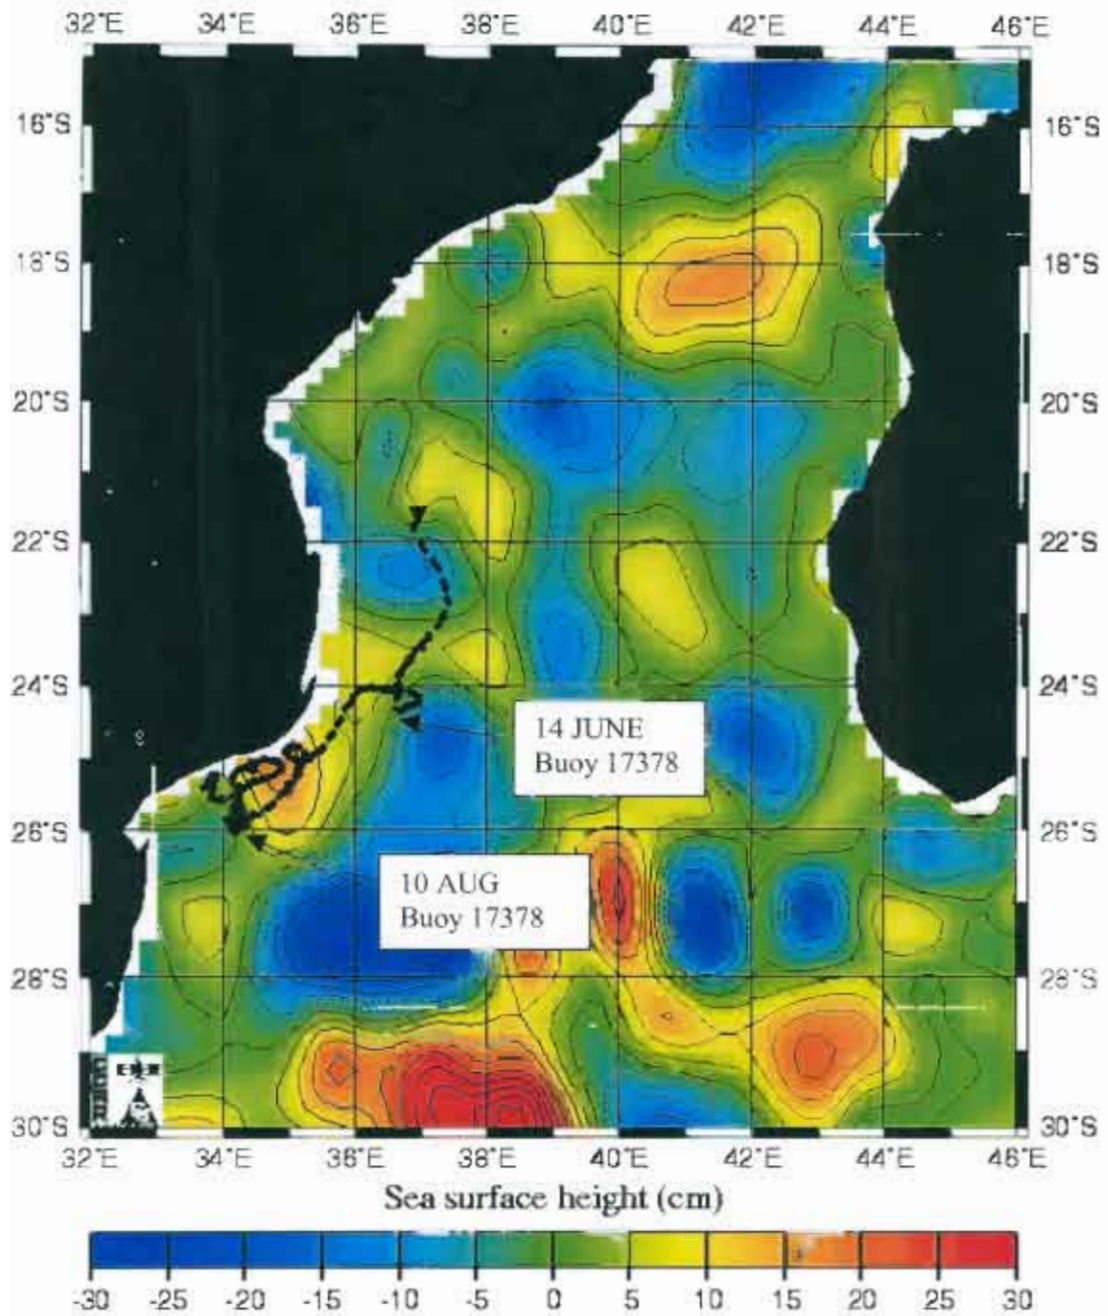 32°E 34°E 36°E 38°E 40°E 42°E 44°E 46°E
16°S 16°S
18°S 18°S
20°S 20°S
22°S 22°S
24°S 24°S
14 JUNE
Buoy 17378
26°S 26°S
10 AUG
Buoy 17378
28°S 28°S
30°S 30°S
32°E 34°E 36°E 38°E 40°E 42°E 44°E 46°E
Sea surface height (cm)
-30 -25 -20 -15 -10 -5 0 5 10 15 20 25 30